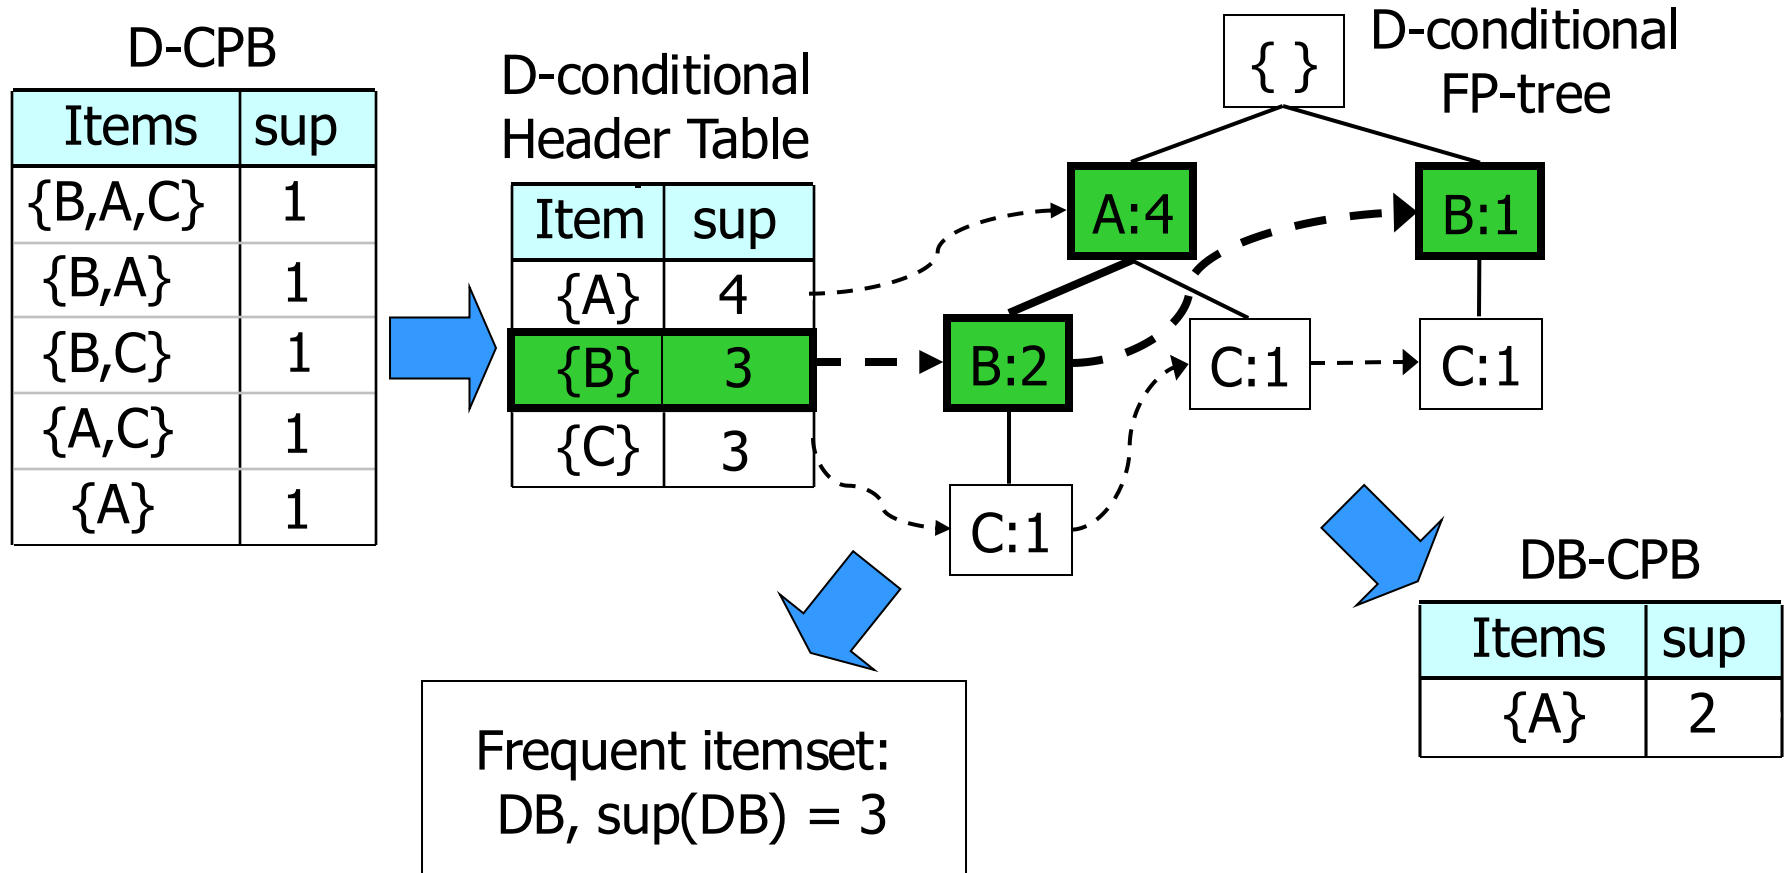 D-CPB
Items sup
{B,A,C} 1
{B,A} 1
{B,C} 1
{A,C} 1
{A} 1
D-conditional
Header Table
Item sup
{A} 4
{B} 3
{C} 3
D-conditional
FP-tree
{ }
A:4 B:1
B:2 C:1 C:1
C:1
Frequent itemset:
DB, sup(DB) = 3
DB-CPB
Items sup
{A} 2